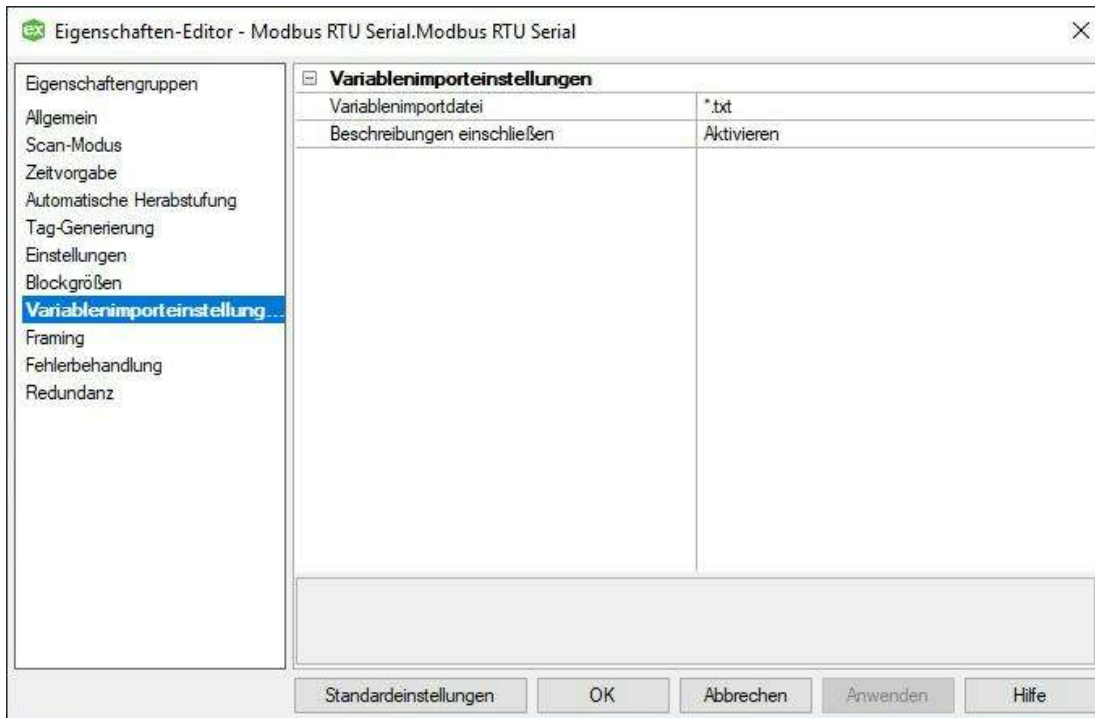 ex Eigenschaften-Editor - Modbus RTU Serial.Modbus RTU Serial
Eigenschaftengruppen
Allgemein
Scan-Modus
Zeitvorgabe
Automatische Herabstufung
Tag-Generierung
Einstellungen
Blockgrößen
Variablenimporteinstellung...
Framing
Fehlerbehandlung
Redundanz
Variablenimporteinstellungen
Variablenimportdatei *.txt
Beschreibungen einschließen Aktivieren
Standardeinstellungen OK Abbrechen Anwenden Hilfe